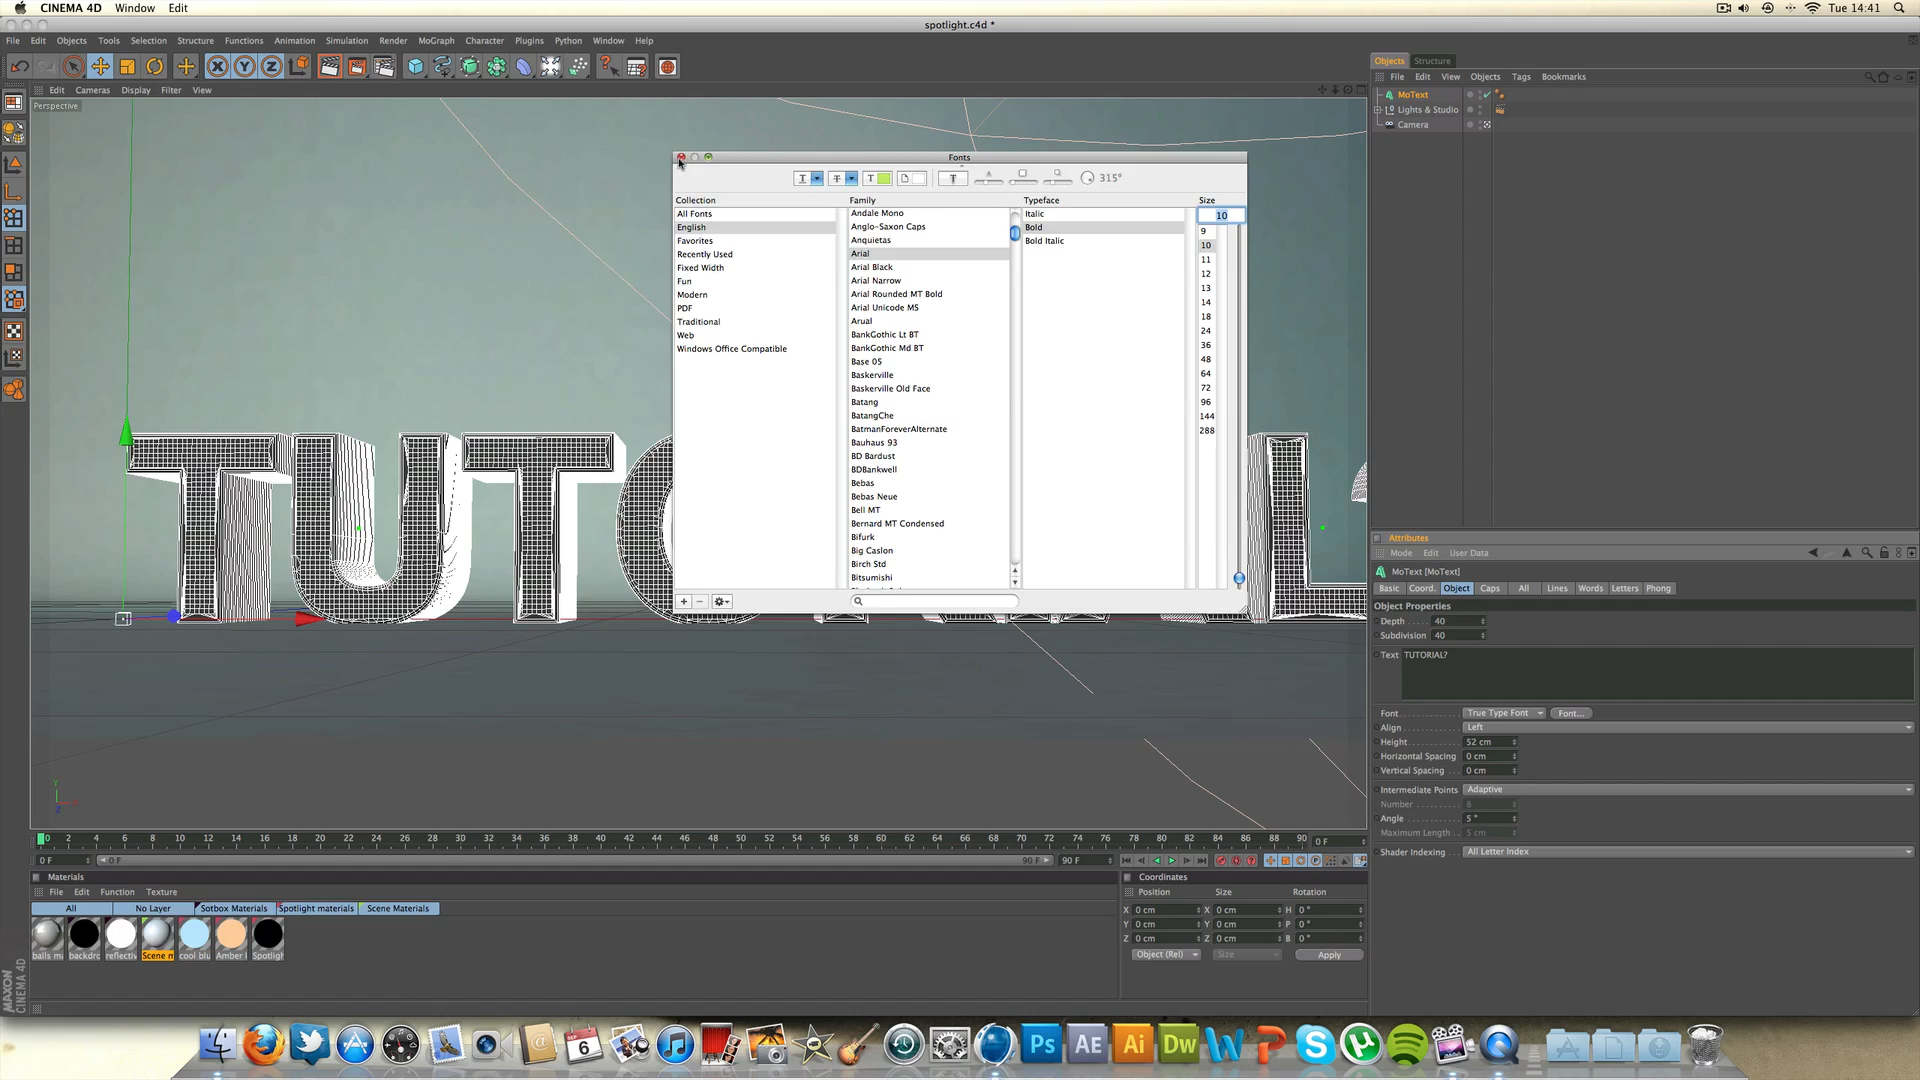 CINEMA 4D Window Edit
Tue 14:41
spotlight.c4d *
File Edit Objects Tools Selection Structure Functions Animation Simulation Render MoGraph Character Plugins Python Window Help
Objects Structure
File Edit View Objects Tags Bookmarks
MoText
Lights & Studio
Camera
Edit Cameras Display Filter View
Perspective
Fonts
315°
Collection Family Typeface Size
All Fonts
English
Favorites
Recently Used
Fixed Width
Fun
Modern
PDF
Traditional
Web
Windows Office Compatible
Andale Mono
Anglo-Saxon Caps
Anquietas
Arial
Arial Black
Arial Narrow
Arial Rounded MT Bold
Arial Unicode MS
Arual
BankGothic Lt BT
BankGothic Md BT
Base 05
Baskerville
Baskerville Old Face
Batang
BatangChe
BatmanForeverAlternate
Bauhaus 93
BD Bardust
BDBankwell
Bebas
Bebas Neue
Bell MT
Bernard MT Condensed
Bifurk
Big Caslon
Birch Std
Bitsumishi
Italic
Bold
Bold Italic
10
9
10
11
12
13
14
18
24
36
48
64
72
96
144
288
Attributes
Mode Edit User Data
MoText [MoText]
Basic Coord. Object Caps All Lines Words Letters Phong
Object Properties
Depth 40
Subdivision 40
Text TUTORIAL?
Font True Type Font Font...
Align Left
Height 52 cm
Horizontal Spacing 0 cm
Vertical Spacing 0 cm
Intermediate Points Adaptive
Number 8
Angle 5 °
Maximum Length 5 cm
Shader Indexing All Letter Index
0 2 4 6 8 10 12 14 16 18 20 22 24 26 28 30 32 34 36 38 40 42 44 46 48 50 52 54 56 58 60 62 64 66 68 70 72 74 76 78 80 82 84 86 88 90 0 F
0 F 0 F 90 F 90 F
Materials
File Edit Function Texture
All No Layer Sotbox Materials Spotlight materials Scene Materials
balls m backdr reflectiv Scene m cool blu Amber l Spotlig
Coordinates
Position Size Rotation
X 0 cm X 0 cm H 0 °
Y 0 cm Y 0 cm P 0 °
Z 0 cm Z 0 cm B 0 °
Object (Rel) Size Apply
MAXON
CINEMA 4D
6
Ps AE Ai Dw